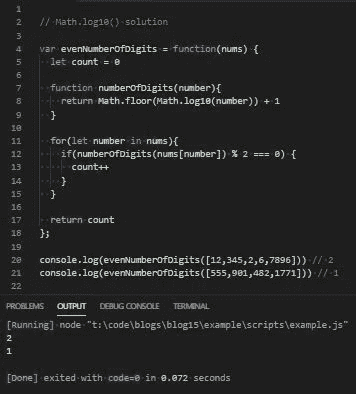 1
2 // Math.log10() solution
3
4 var evenNumberOfDigits = function(nums) {
5 let count = 0
6
7 function numberOfDigits(number){
8 return Math.floor(Math.log10(number)) + 1
9 }
10
11 for(let number in nums){
12 if(numberOfDigits(nums[number]) % 2 === 0) {
13 count++
14 }
15 }
16
17 return count
18 };
19
20 console.log(evenNumberOfDigits([12,345,2,6,7896])) // 2
21 console.log(evenNumberOfDigits([555,901,482,1771])) // 1
22
PROBLEMS OUTPUT DEBUG CONSOLE TERMINAL
[Running] node "t:\code\blogs\blog15\example\scripts\example.js"
2
1
[Done] exited with code=0 in 0.072 seconds